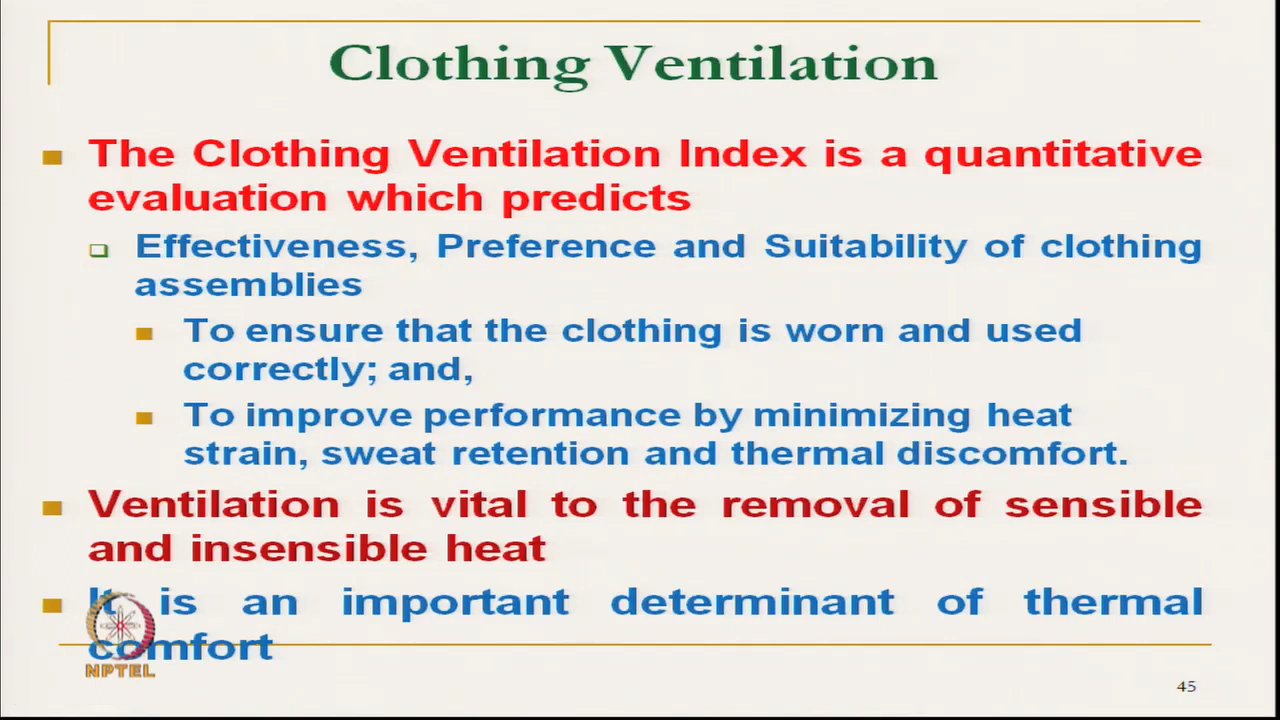 Clothing Ventilation
The Clothing Ventilation Index is a quantitative
evaluation which predicts
Effectiveness, Preference and Suitability of clothing
assemblies
To ensure that the clothing is worn and used
correctly; and,
To improve performance by minimizing heat
strain, sweat retention and thermal discomfort.
Ventilation is vital to the removal of sensible
and insensible heat
It is an important determinant of thermal
comfort
NPTEL
45